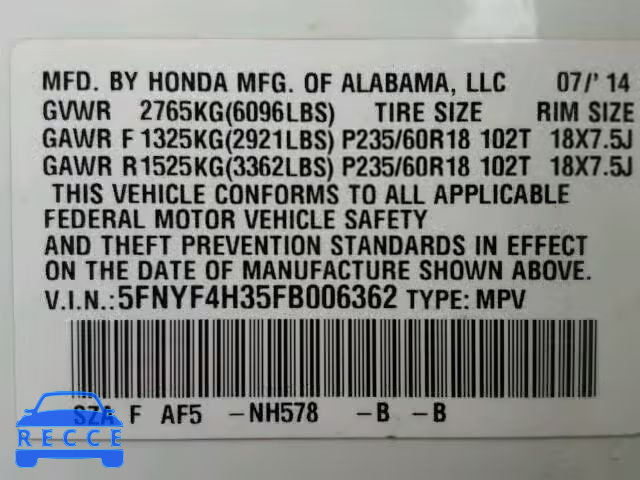 MFD. BY HONDA MFG. OF ALABAMA, LLC 07/' 14
GVWR 2765KG(6096LBS) TIRE SIZE RIM SIZE
GAWR F 1325KG(2921LBS) P235/60R18 102T 18X7.5J
GAWR R1525KG(3362LBS) P235/60R18 102T 18X7.5J
THIS VEHICLE CONFORMS TO ALL APPLICABLE
FEDERAL MOTOR VEHICLE SAFETY
AND THEFT PREVENTION STANDARDS IN EFFECT
ON THE DATE OF MANUFACTURE SHOWN ABOVE.
V.I.N.:5FNYF4H35FB006362 TYPE: MPV
SZA F AF5 -NH578 -B -B
RECCE